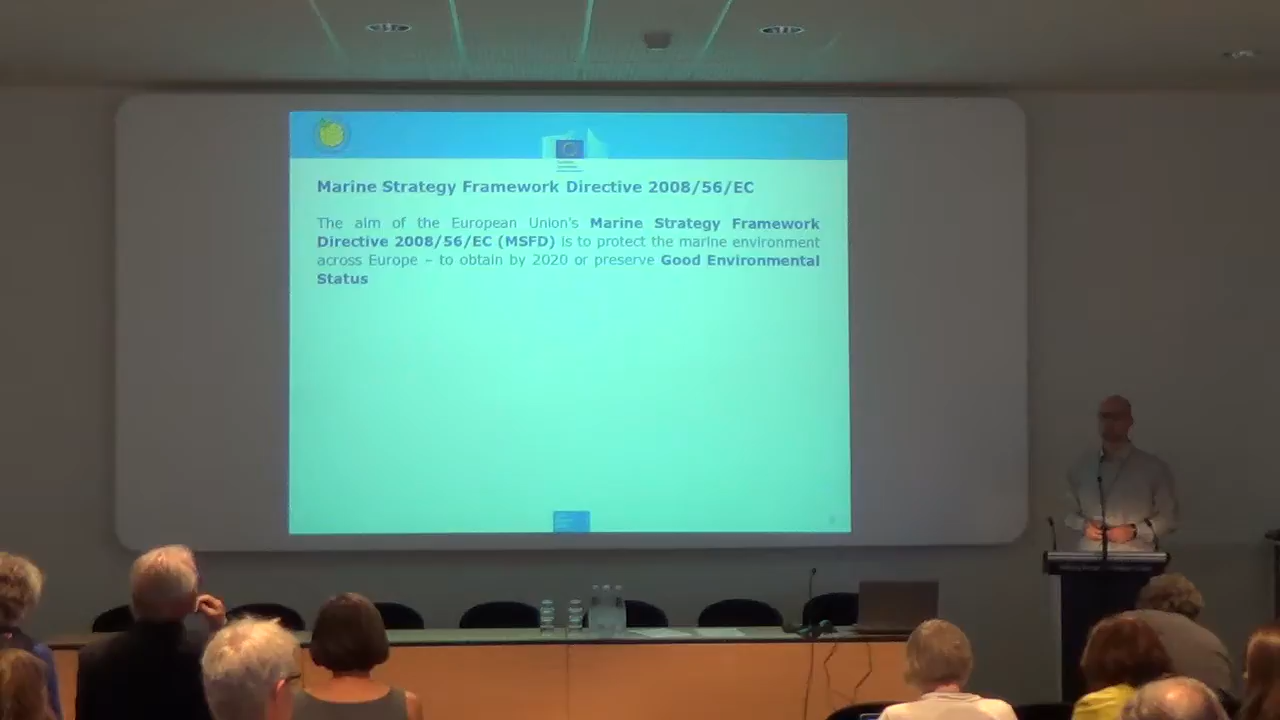 Marine Strategy Framework Directive 2008/56/EC
The aim of the European Union's Marine Strategy Framework
Directive 2008/56/EC (MSFD) is to protect the marine environment
across Europe – to obtain by 2020 or preserve Good Environmental
Status